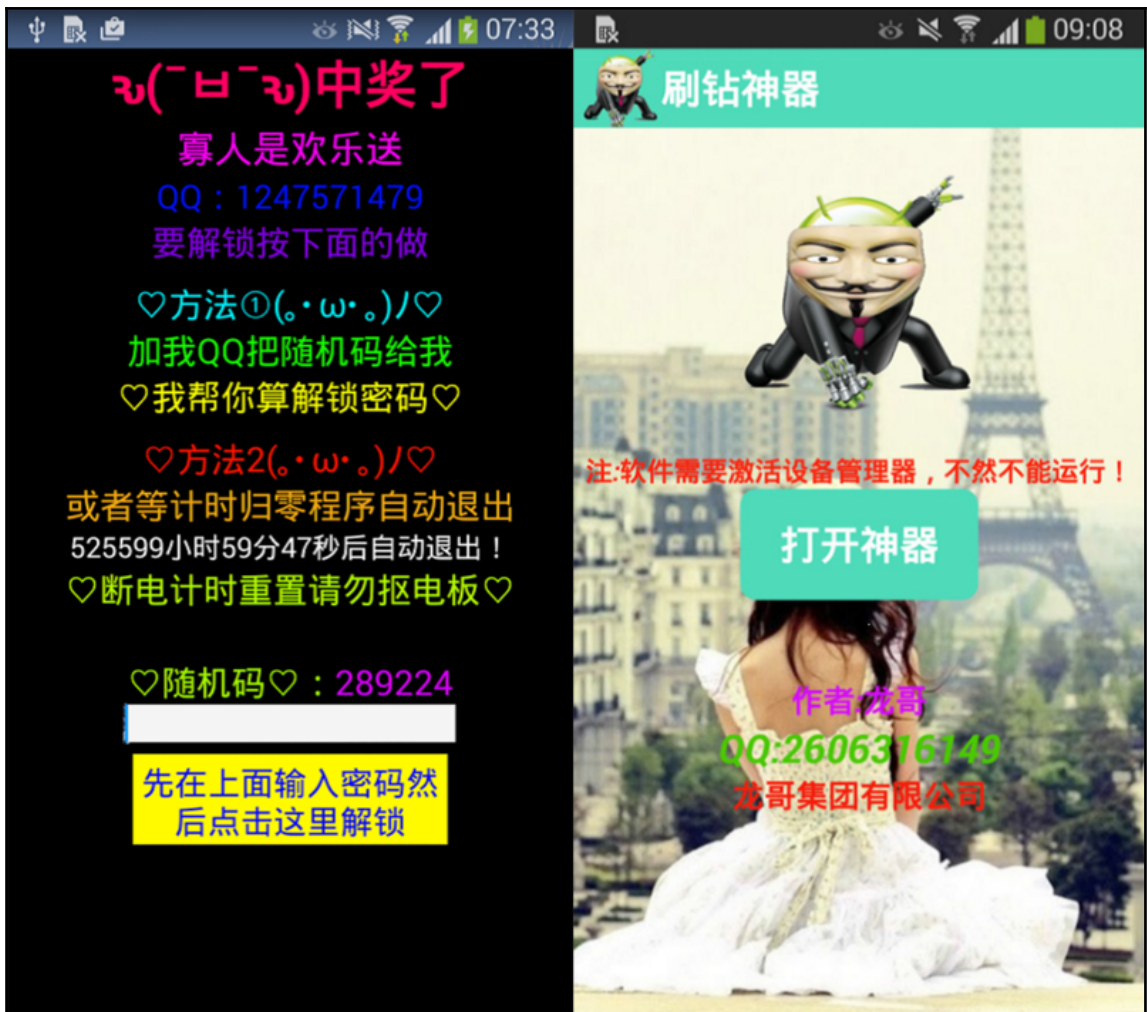 07:33
ԅ(¯ㅂ¯ԅ)中奖了
寡人是欢乐送
QQ：1247571479
要解锁按下面的做
♡方法①(｡･ω･｡)ﾉ♡
加我QQ把随机码给我
♡我帮你算解锁密码♡
♡方法2(｡･ω･｡)ﾉ♡
或者等计时归零程序自动退出
525599小时59分47秒后自动退出！
♡断电计时重置请勿抠电板♡
♡随机码♡：289224
先在上面输入密码然
后点击这里解锁
09:08
刷钻神器
注:软件需要激活设备管理器，不然不能运行！
打开神器
作者:龙哥
QQ:2606316149
龙哥集团有限公司